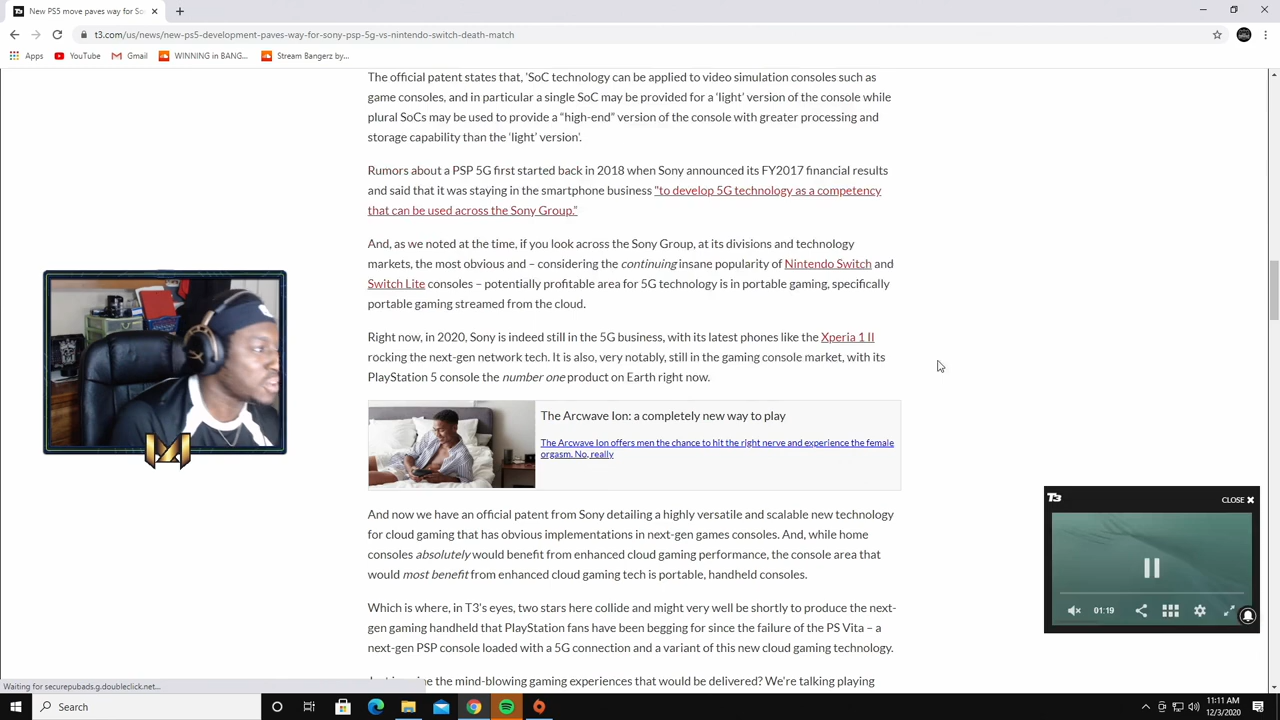 New PS5 move paves way for SoC
t3.com/us/news/new-ps5-development-paves-way-for-sony-psp-5g-vs-nintendo-switch-death-match
Apps
YouTube
Gmail
WINNING in BANG...
Stream Bangerz by...
The official patent states that, 'SoC technology can be applied to video simulation consoles such as
game consoles, and in particular a single SoC may be provided for a 'light' version of the console while
plural SoCs may be used to provide a "high-end" version of the console with greater processing and
storage capability than the 'light' version'.
Rumors about a PSP 5G first started back in 2018 when Sony announced its FY2017 financial results
and said that it was staying in the smartphone business "to develop 5G technology as a competency
that can be used across the Sony Group."
And, as we noted at the time, if you look across the Sony Group, at its divisions and technology
markets, the most obvious and – considering the continuing insane popularity of Nintendo Switch and
Switch Lite consoles – potentially profitable area for 5G technology is in portable gaming, specifically
portable gaming streamed from the cloud.
Right now, in 2020, Sony is indeed still in the 5G business, with its latest phones like the Xperia 1 II
rocking the next-gen network tech. It is also, very notably, still in the gaming console market, with its
PlayStation 5 console the number one product on Earth right now.
The Arcwave Ion: a completely new way to play
The Arcwave Ion offers men the chance to hit the right nerve and experience the female
orgasm. No, really
And now we have an official patent from Sony detailing a highly versatile and scalable new technology
for cloud gaming that has obvious implementations in next-gen games consoles. And, while home
consoles absolutely would benefit from enhanced cloud gaming performance, the console area that
would most benefit from enhanced cloud gaming tech is portable, handheld consoles.
Which is where, in T3's eyes, two stars here collide and might very well be shortly to produce the next-
gen gaming handheld that PlayStation fans have been begging for since the failure of the PS Vita – a
next-gen PSP console loaded with a 5G connection and a variant of this new cloud gaming technology.
the mind-blowing gaming experiences that would be delivered? We're talking playing
T3
CLOSE
01:19
Waiting for securepubads.g.doubleclick.net...
Search
11:11 AM
12/3/2020